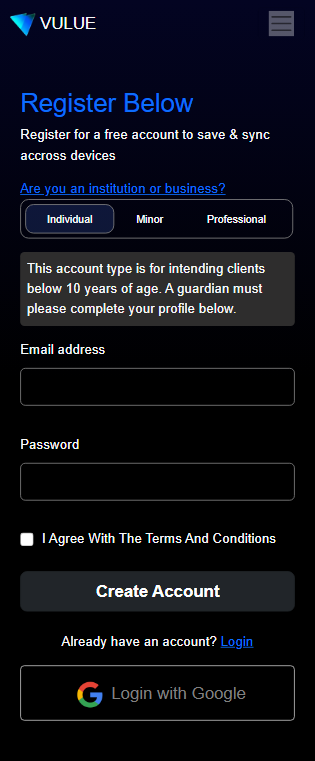 VULUE
Register Below
Register for a free account to save & sync
accross devices
Are you an institution or business?
Individual Minor Professional
This account type is for intending clients
below 10 years of age. A guardian must
please complete your profile below.
Email address
Password
I Agree With The Terms And Conditions
Create Account
Already have an account? Login
Login with Google